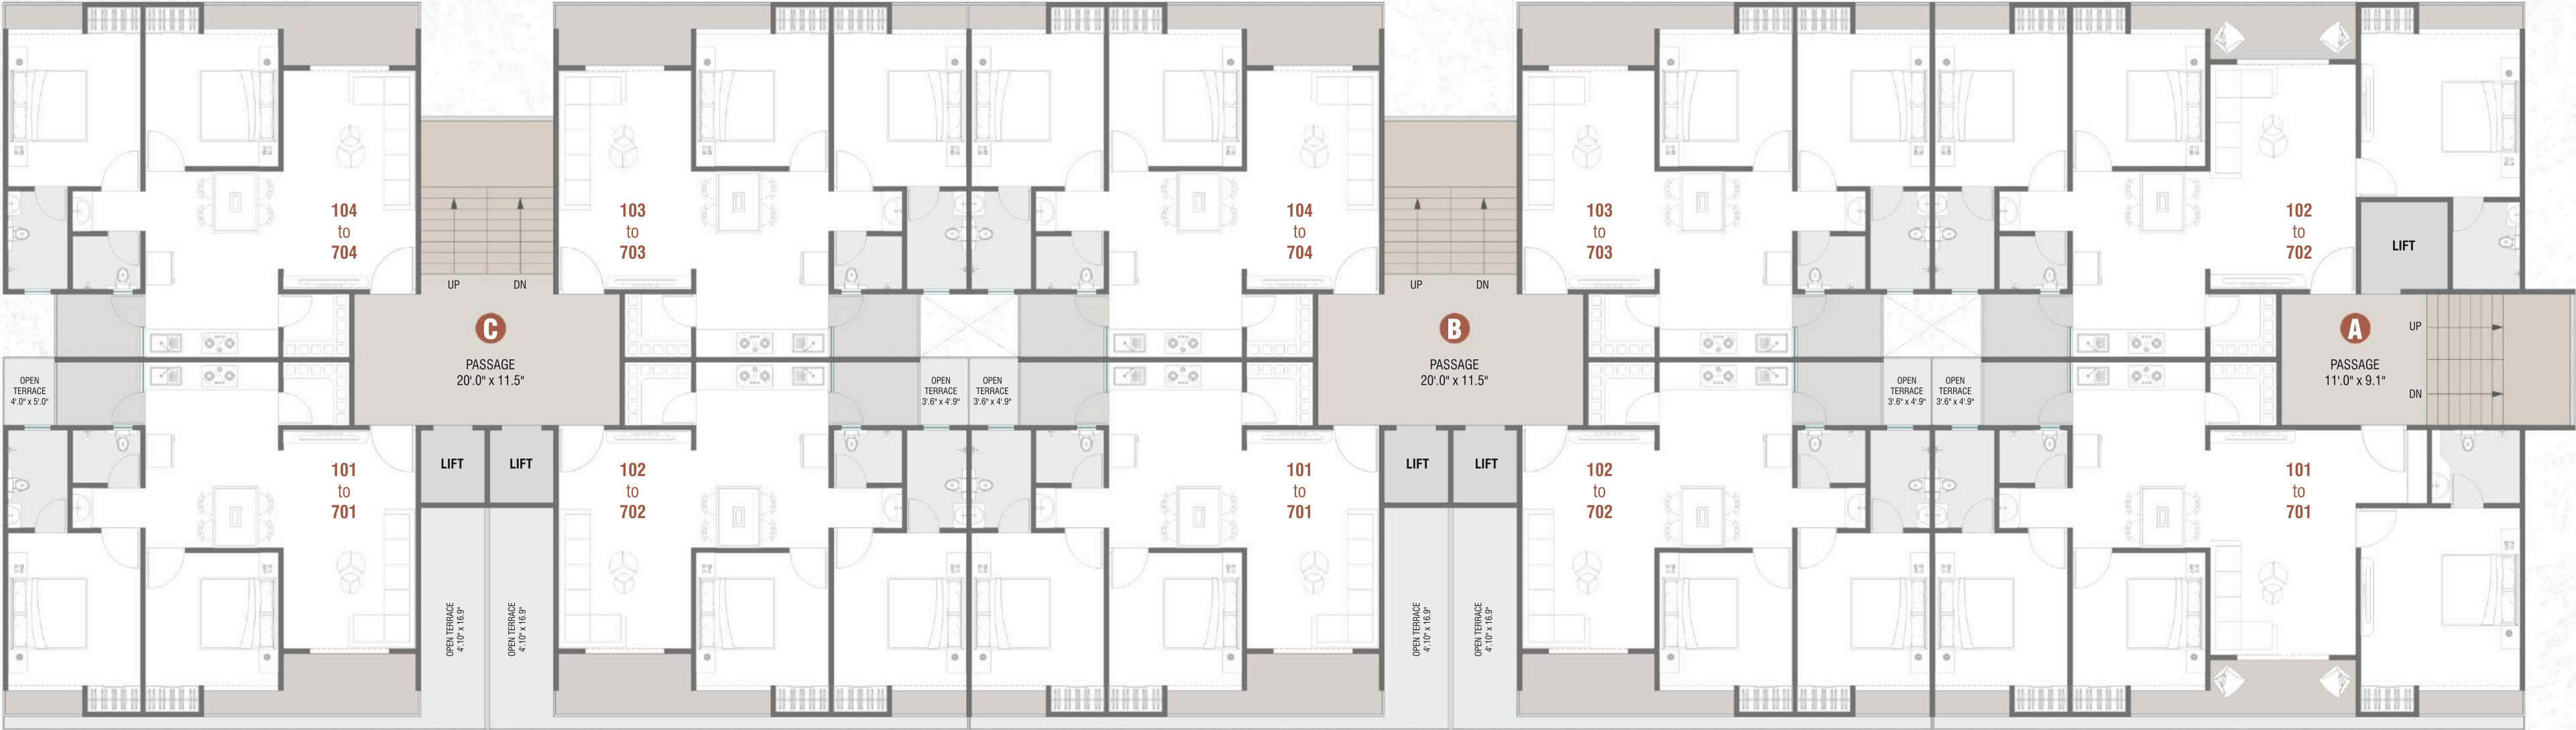 104
to
704
103
to
703
104
to
704
103
to
703
102
to
702
LIFT
UP
DN
UP
DN
C
PASSAGE
20'.0" x 11.5"
B
PASSAGE
20'.0" x 11.5"
A
PASSAGE
11'.0" x 9.1"
UP
DN
OPEN
TERRACE
4'.0" x 5'.0"
OPEN
TERRACE
3'.6" x 4'.9"
OPEN
TERRACE
3'.6" x 4'.9"
OPEN
TERRACE
3'.6" x 4'.9"
OPEN
TERRACE
3'.6" x 4'.9"
101
to
701
LIFT
LIFT
102
to
702
101
to
701
LIFT
LIFT
102
to
702
101
to
701
OPEN TERRACE
4'.10" x 16.9"
OPEN TERRACE
4'.10" x 16.9"
OPEN TERRACE
4'.10" x 16.9"
OPEN TERRACE
4'.10" x 16.9"